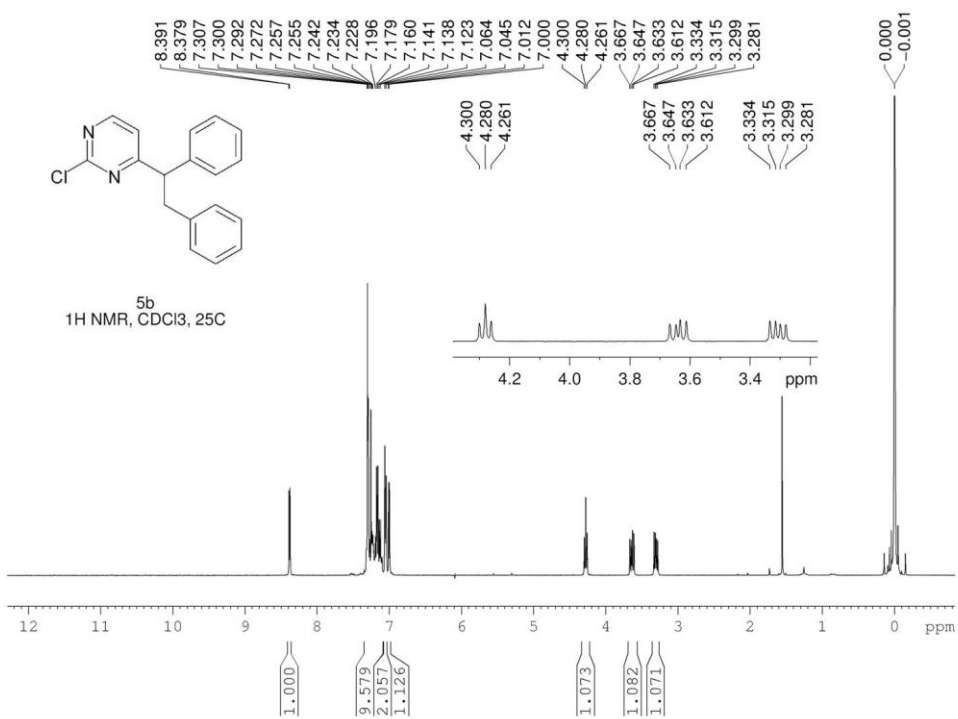 8.391 8.379 7.307 7.300 7.292 7.272 7.257 7.255 7.242 7.234 7.228 7.196 7.179 7.160 7.141 7.138 7.123 7.064 7.045 7.012 7.000 4.300 4.280 4.261 3.667 3.647 3.633 3.612 3.334 3.315 3.299 3.281 0.000 -0.001
4.300 4.280 4.261 3.667 3.647 3.633 3.612 3.334 3.315 3.299 3.281
N
Cl N
5b
1H NMR, CDCl3, 25C
4.2 4.0 3.8 3.6 3.4 ppm
12 11 10 9 8 7 6 5 4 3 2 1 0 ppm
1.000 9.579 2.057 1.126 1.073 1.082 1.071